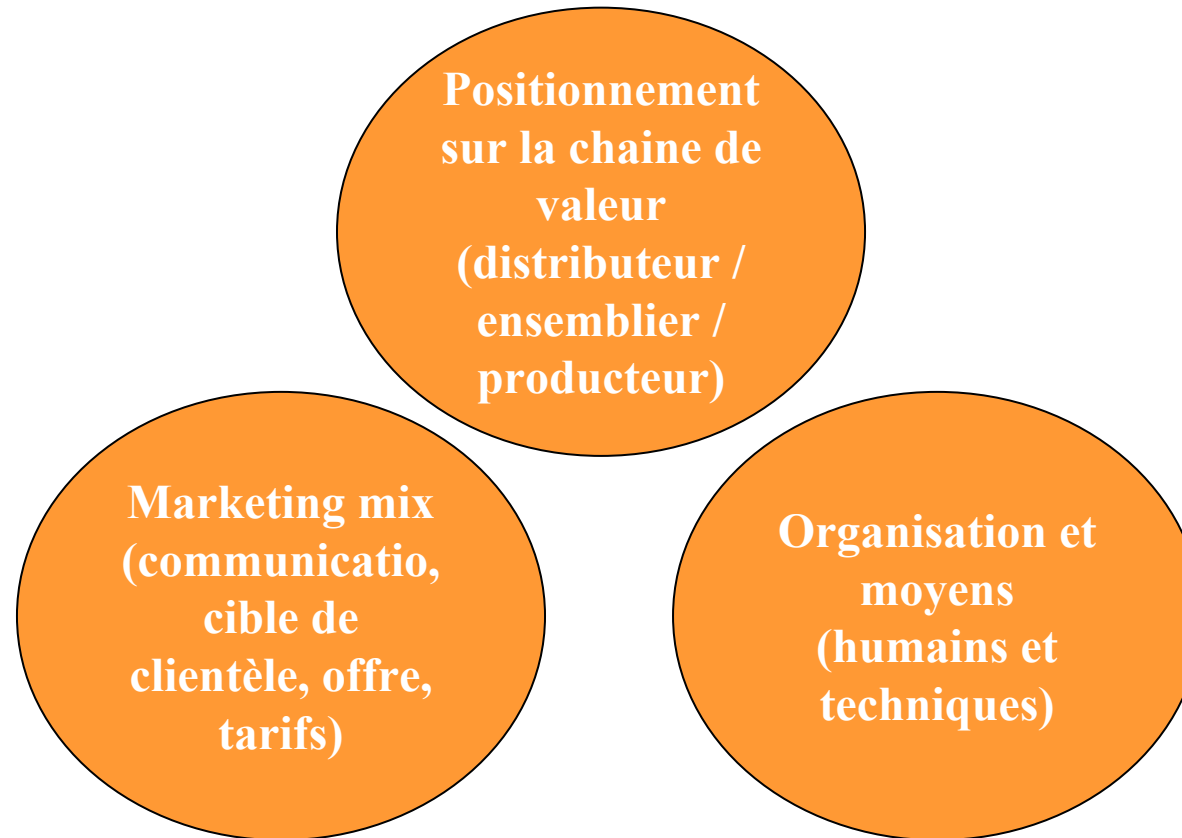 Positionnement
sur la chaine de
valeur
(distributeur /
ensemblier /
producteur)
Marketing mix
(communicatio,
cible de
clientèle, offre,
tarifs)
Organisation et
moyens
(humains et
techniques)